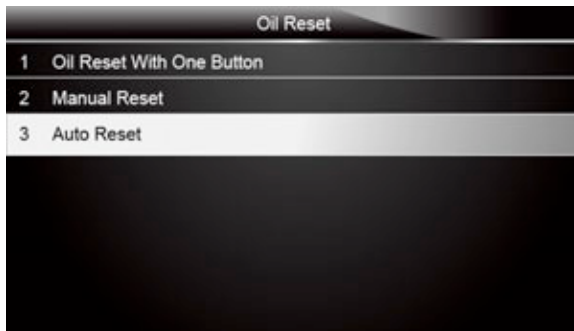 Oil Reset
1 Oil Reset With One Button
2 Manual Reset
3 Auto Reset